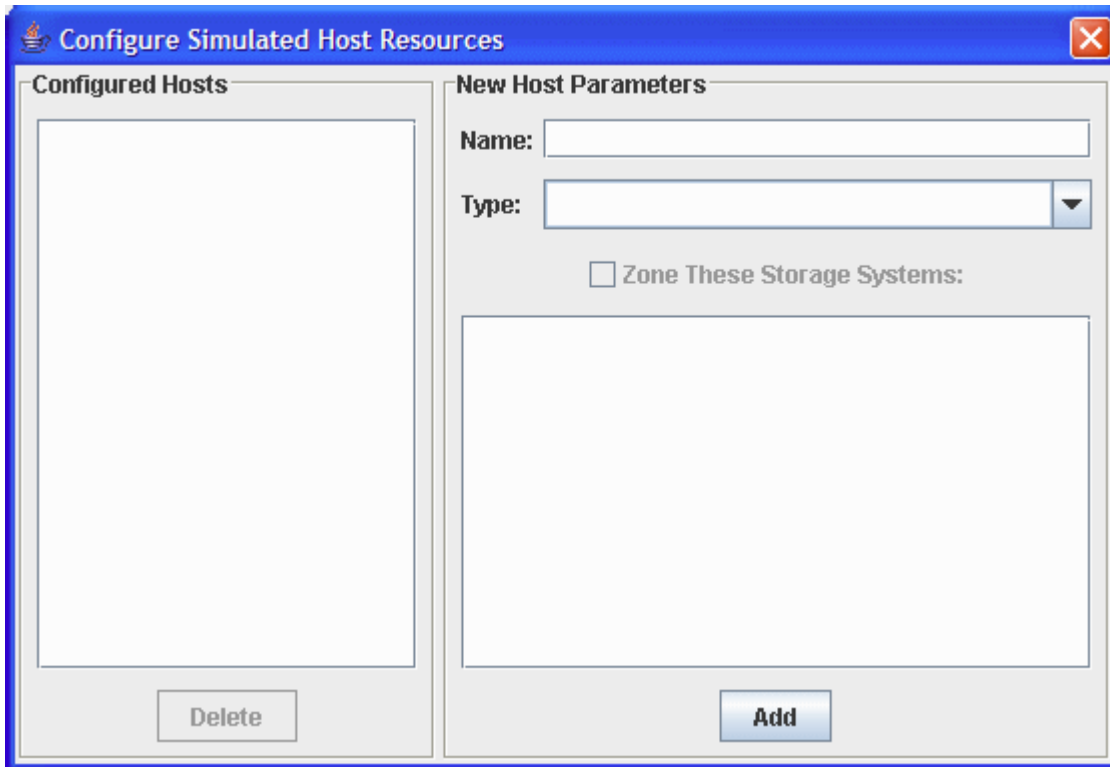 Configure Simulated Host Resources
Configured Hosts
Delete
New Host Parameters
Name:
Type:
Zone These Storage Systems:
Add